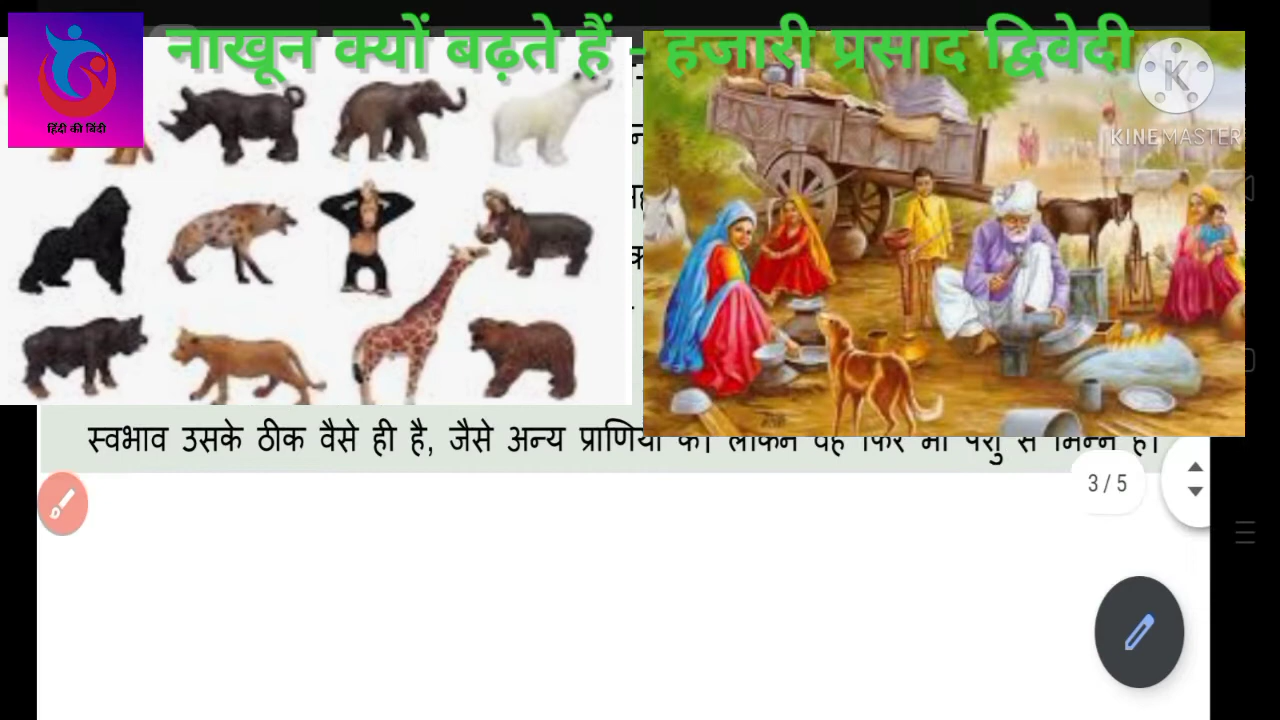 नाखून क्यों बढ़ते हैं - हजारी प्रसाद द्विवेदी
हिंदी की बिंदी
K
KINEMASTER
स्वभाव उसके ठीक वैसे ही है, जैसे अन्य प्राणियों के। लेकिन वह फिर भी पशु से भिन्न है।
3 / 5